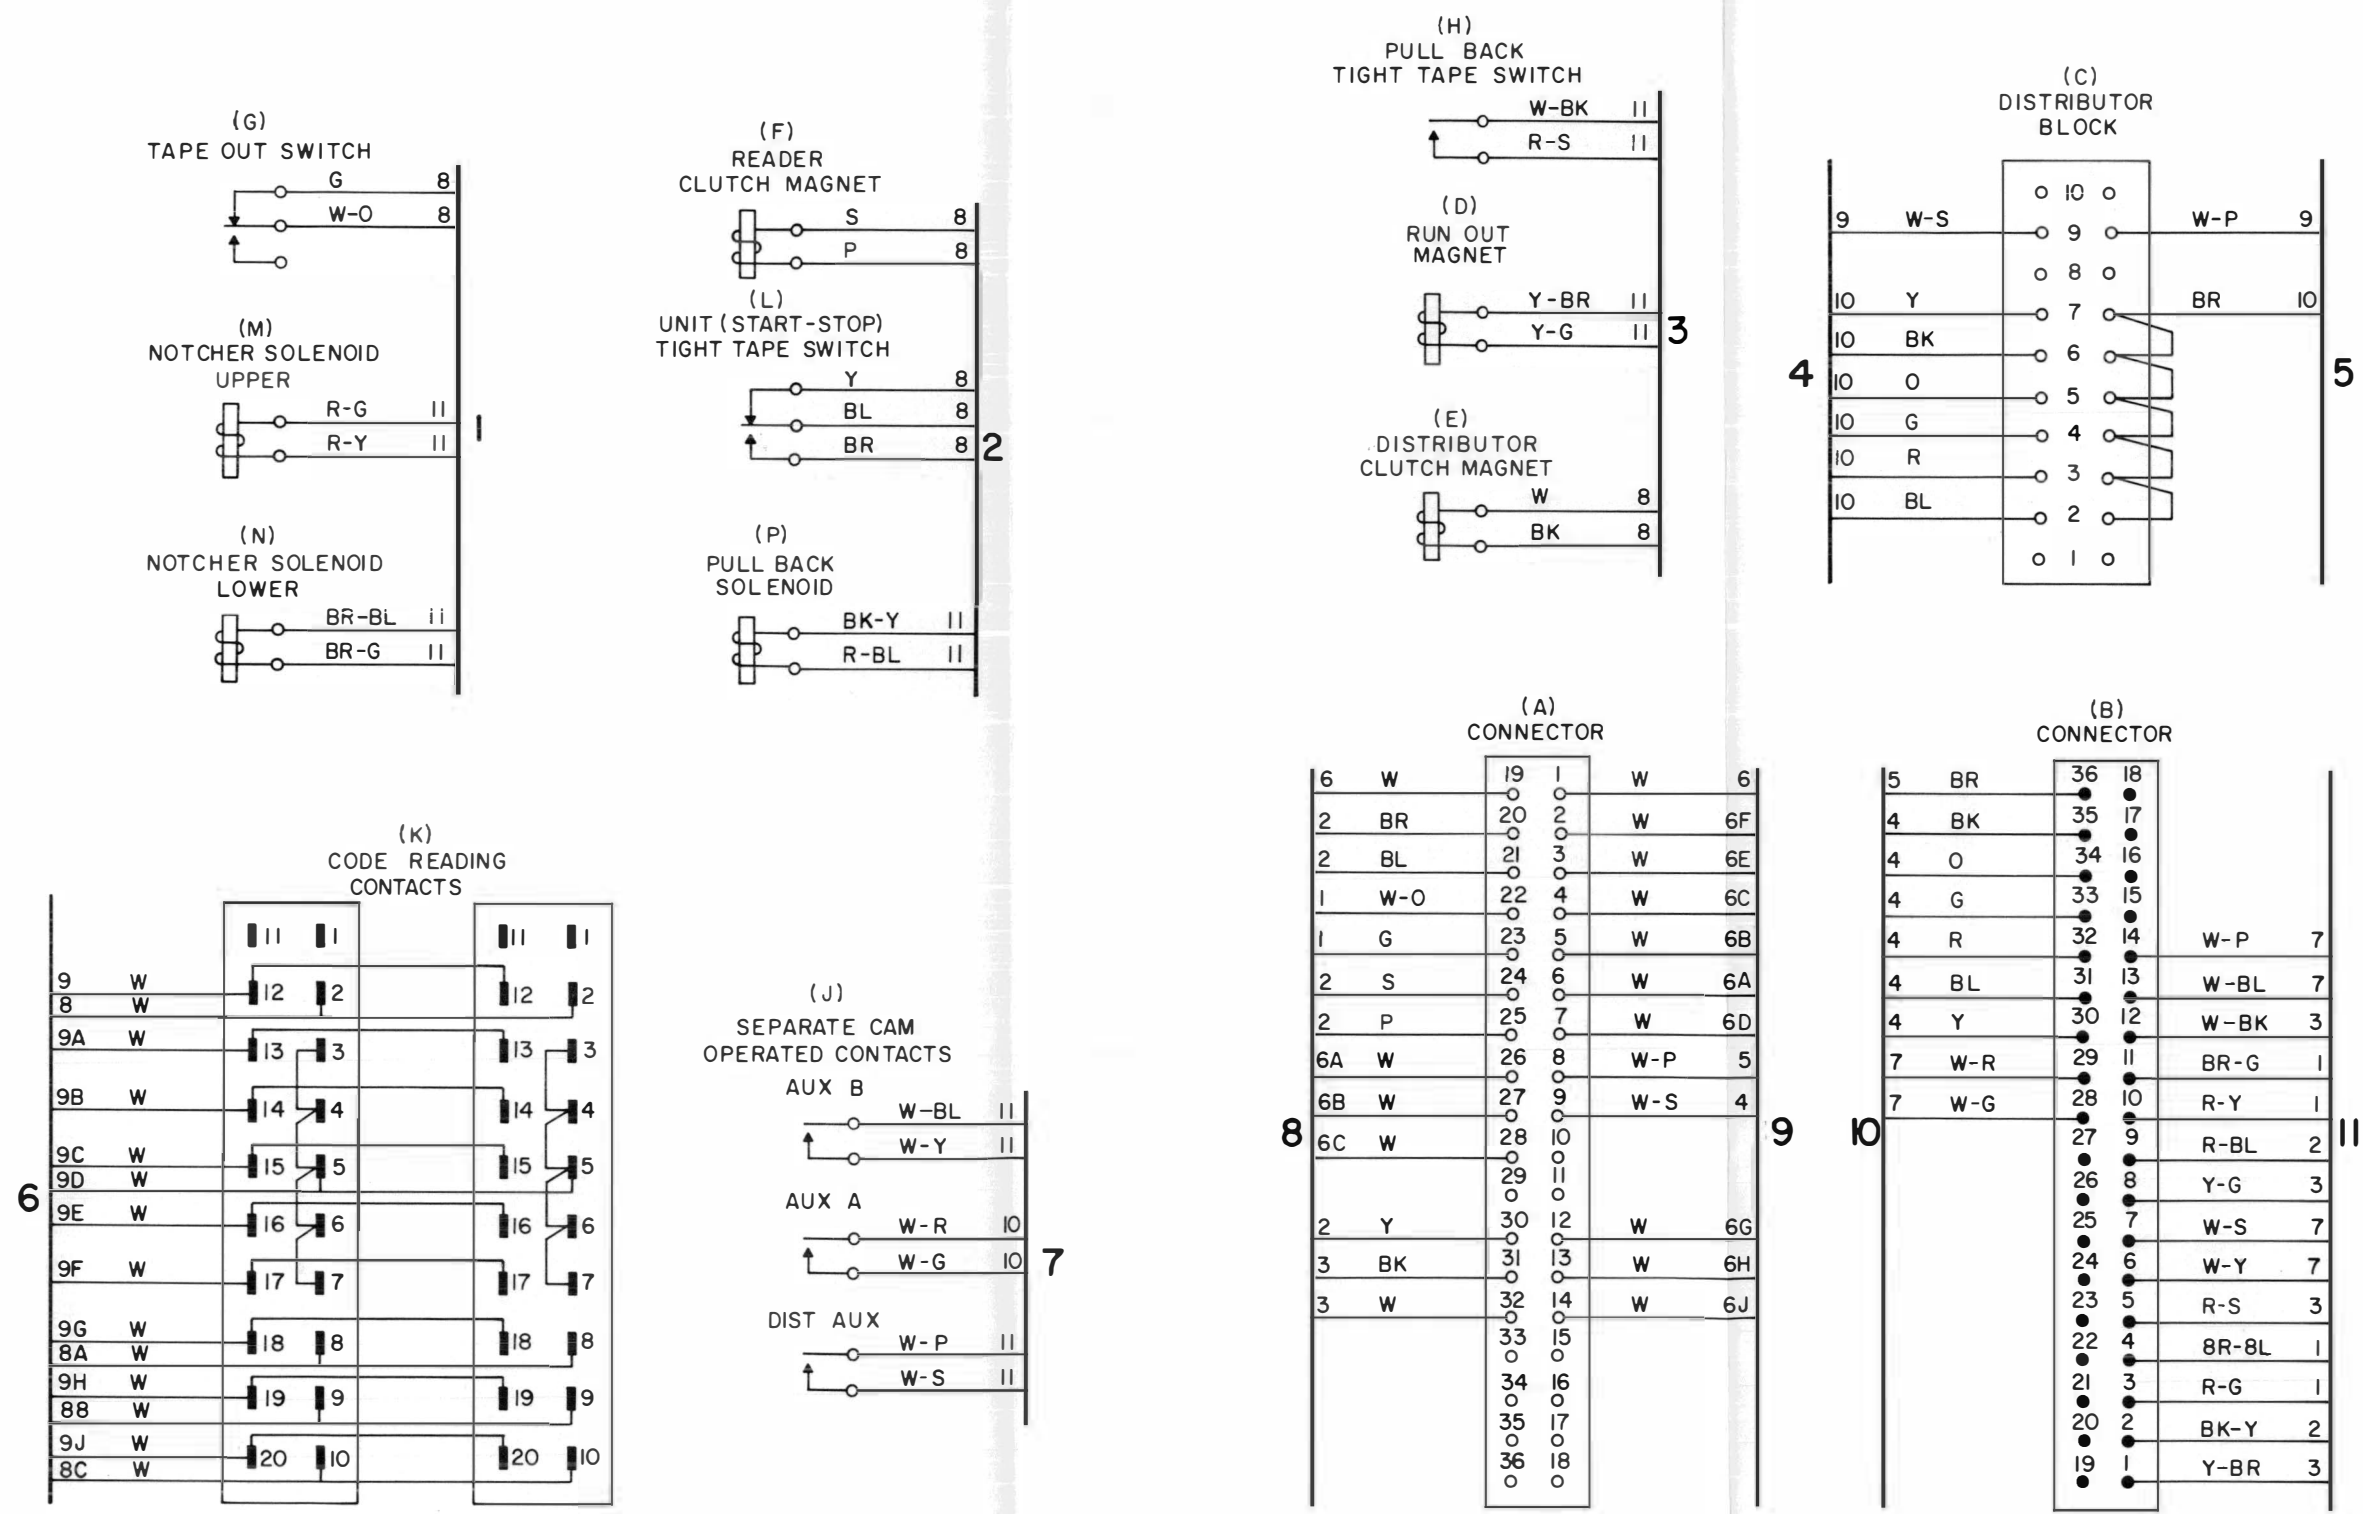 (G)
TAPE OUT SWITCH
G 8
W-O 8
(M)
NOTCHER SOLENOID
UPPER
R-G 11
R-Y 11
1
(N)
NOTCHER SOLENOID
LOWER
BR-BL 11
BR-G 11
(F)
READER
CLUTCH MAGNET
S 8
P 8
(L)
UNIT (START-STOP)
TIGHT TAPE SWITCH
Y 8
BL 8
BR 8
2
(P)
PULL BACK
SOLENOID
BK-Y 11
R-BL 11
(H)
PULL BACK
TIGHT TAPE SWITCH
W-BK 11
R-S 11
(D)
RUN OUT
MAGNET
Y-BR 11
Y-G 11
3
(E)
DISTRIBUTOR
CLUTCH MAGNET
W 8
BK 8
(C)
DISTRIBUTOR
BLOCK
10
9 W-S 9 W-P 9
8
10 Y 7 BR 10
10 BK 6
4
5
10 O 5
10 G 4
10 R 3
10 BL 2
1
(K)
CODE READING
CONTACTS
11 1 11 1
9 W 12 2 12 2
8 W
9A W 13 3 13 3
9B W 14 4 14 4
9C W 15 5 15 5
9D W
6
9E W 16 6 16 6
9F W 17 7 17 7
9G W 18 8 18 8
8A W
9H W 19 9 19 9
88 W
9J W 20 10 20 10
8C W
(J)
SEPARATE CAM
OPERATED CONTACTS
AUX B
W-BL 11
W-Y 11
AUX A
W-R 10
W-G 10
7
DIST AUX
W-P 11
W-S 11
(A)
CONNECTOR
6 W 19 1 W 6
2 BR 20 2 W 6F
2 BL 21 3 W 6E
1 W-O 22 4 W 6C
1 G 23 5 W 6B
2 S 24 6 W 6A
2 P 25 7 W 6D
6A W 26 8 W-P 5
6B W 27 9 W-S 4
8
9
6C W 28 10
29 11
2 Y 30 12 W 6G
3 BK 31 13 W 6H
3 W 32 14 W 6J
33 15
34 16
35 17
36 18
(B)
CONNECTOR
5 BR 36 18
4 BK 35 17
4 O 34 16
4 G 33 15
4 R 32 14 W-P 7
4 BL 31 13 W-BL 7
4 Y 30 12 W-BK 3
7 W-R 29 11 BR-G 1
7 W-G 28 10 R-Y 1
10
11
27 9 R-BL 2
26 8 Y-G 3
25 7 W-S 7
24 6 W-Y 7
23 5 R-S 3
22 4 8R-8L 1
21 3 R-G 1
20 2 BK-Y 2
19 1 Y-BR 3